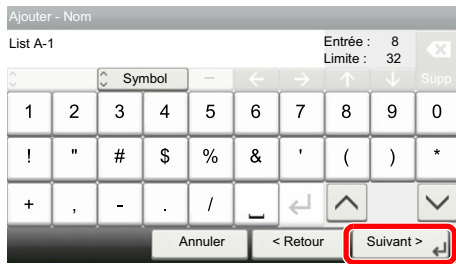 Ajouter - Nom
List A-1
Entrée : 8
Limite : 32
Symbol Supp
1 2 3 4 5 6 7 8 9 0
! " # $ % & ' ( ) *
+ , - . / _
Annuler < Retour Suivant >